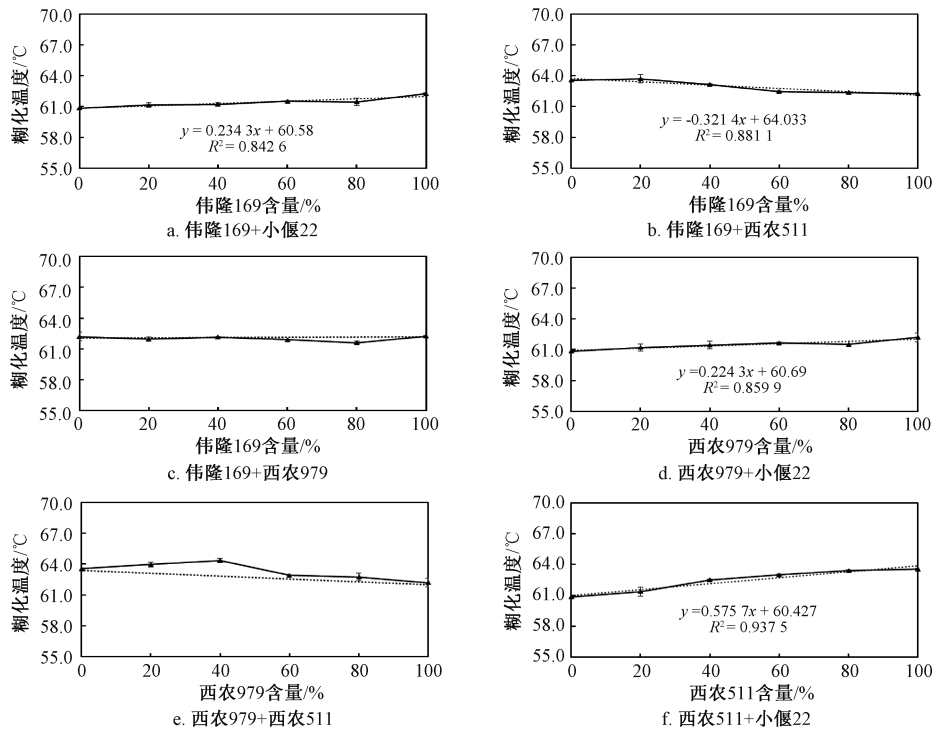 糊化温度/℃
70.0
67.0
64.0
61.0
58.0
55.0
y = 0.234 3x + 60.58
R² = 0.842 6
0 20 40 60 80 100
伟隆169含量/%
a. 伟隆169+小偃22
糊化温度/℃
70.0
67.0
64.0
61.0
58.0
55.0
y = -0.321 4x + 64.033
R² = 0.881 1
0 20 40 60 80 100
伟隆169含量%
b. 伟隆169+西农511
糊化温度/℃
70.0
67.0
64.0
61.0
58.0
55.0
0 20 40 60 80 100
伟隆169含量/%
c. 伟隆169+西农979
糊化温度/℃
70.0
67.0
64.0
61.0
58.0
55.0
y =0.224 3x + 60.69
R² = 0.859 9
0 20 40 60 80 100
西农979含量/%
d. 西农979+小偃22
糊化温度/℃
70.0
67.0
64.0
61.0
58.0
55.0
0 20 40 60 80 100
西农979含量/%
e. 西农979+西农511
糊化温度/℃
70.0
67.0
64.0
61.0
58.0
55.0
y =0.575 7x + 60.427
R² = 0.937 5
0 20 40 60 80 100
西农511含量/%
f. 西农511+小偃22